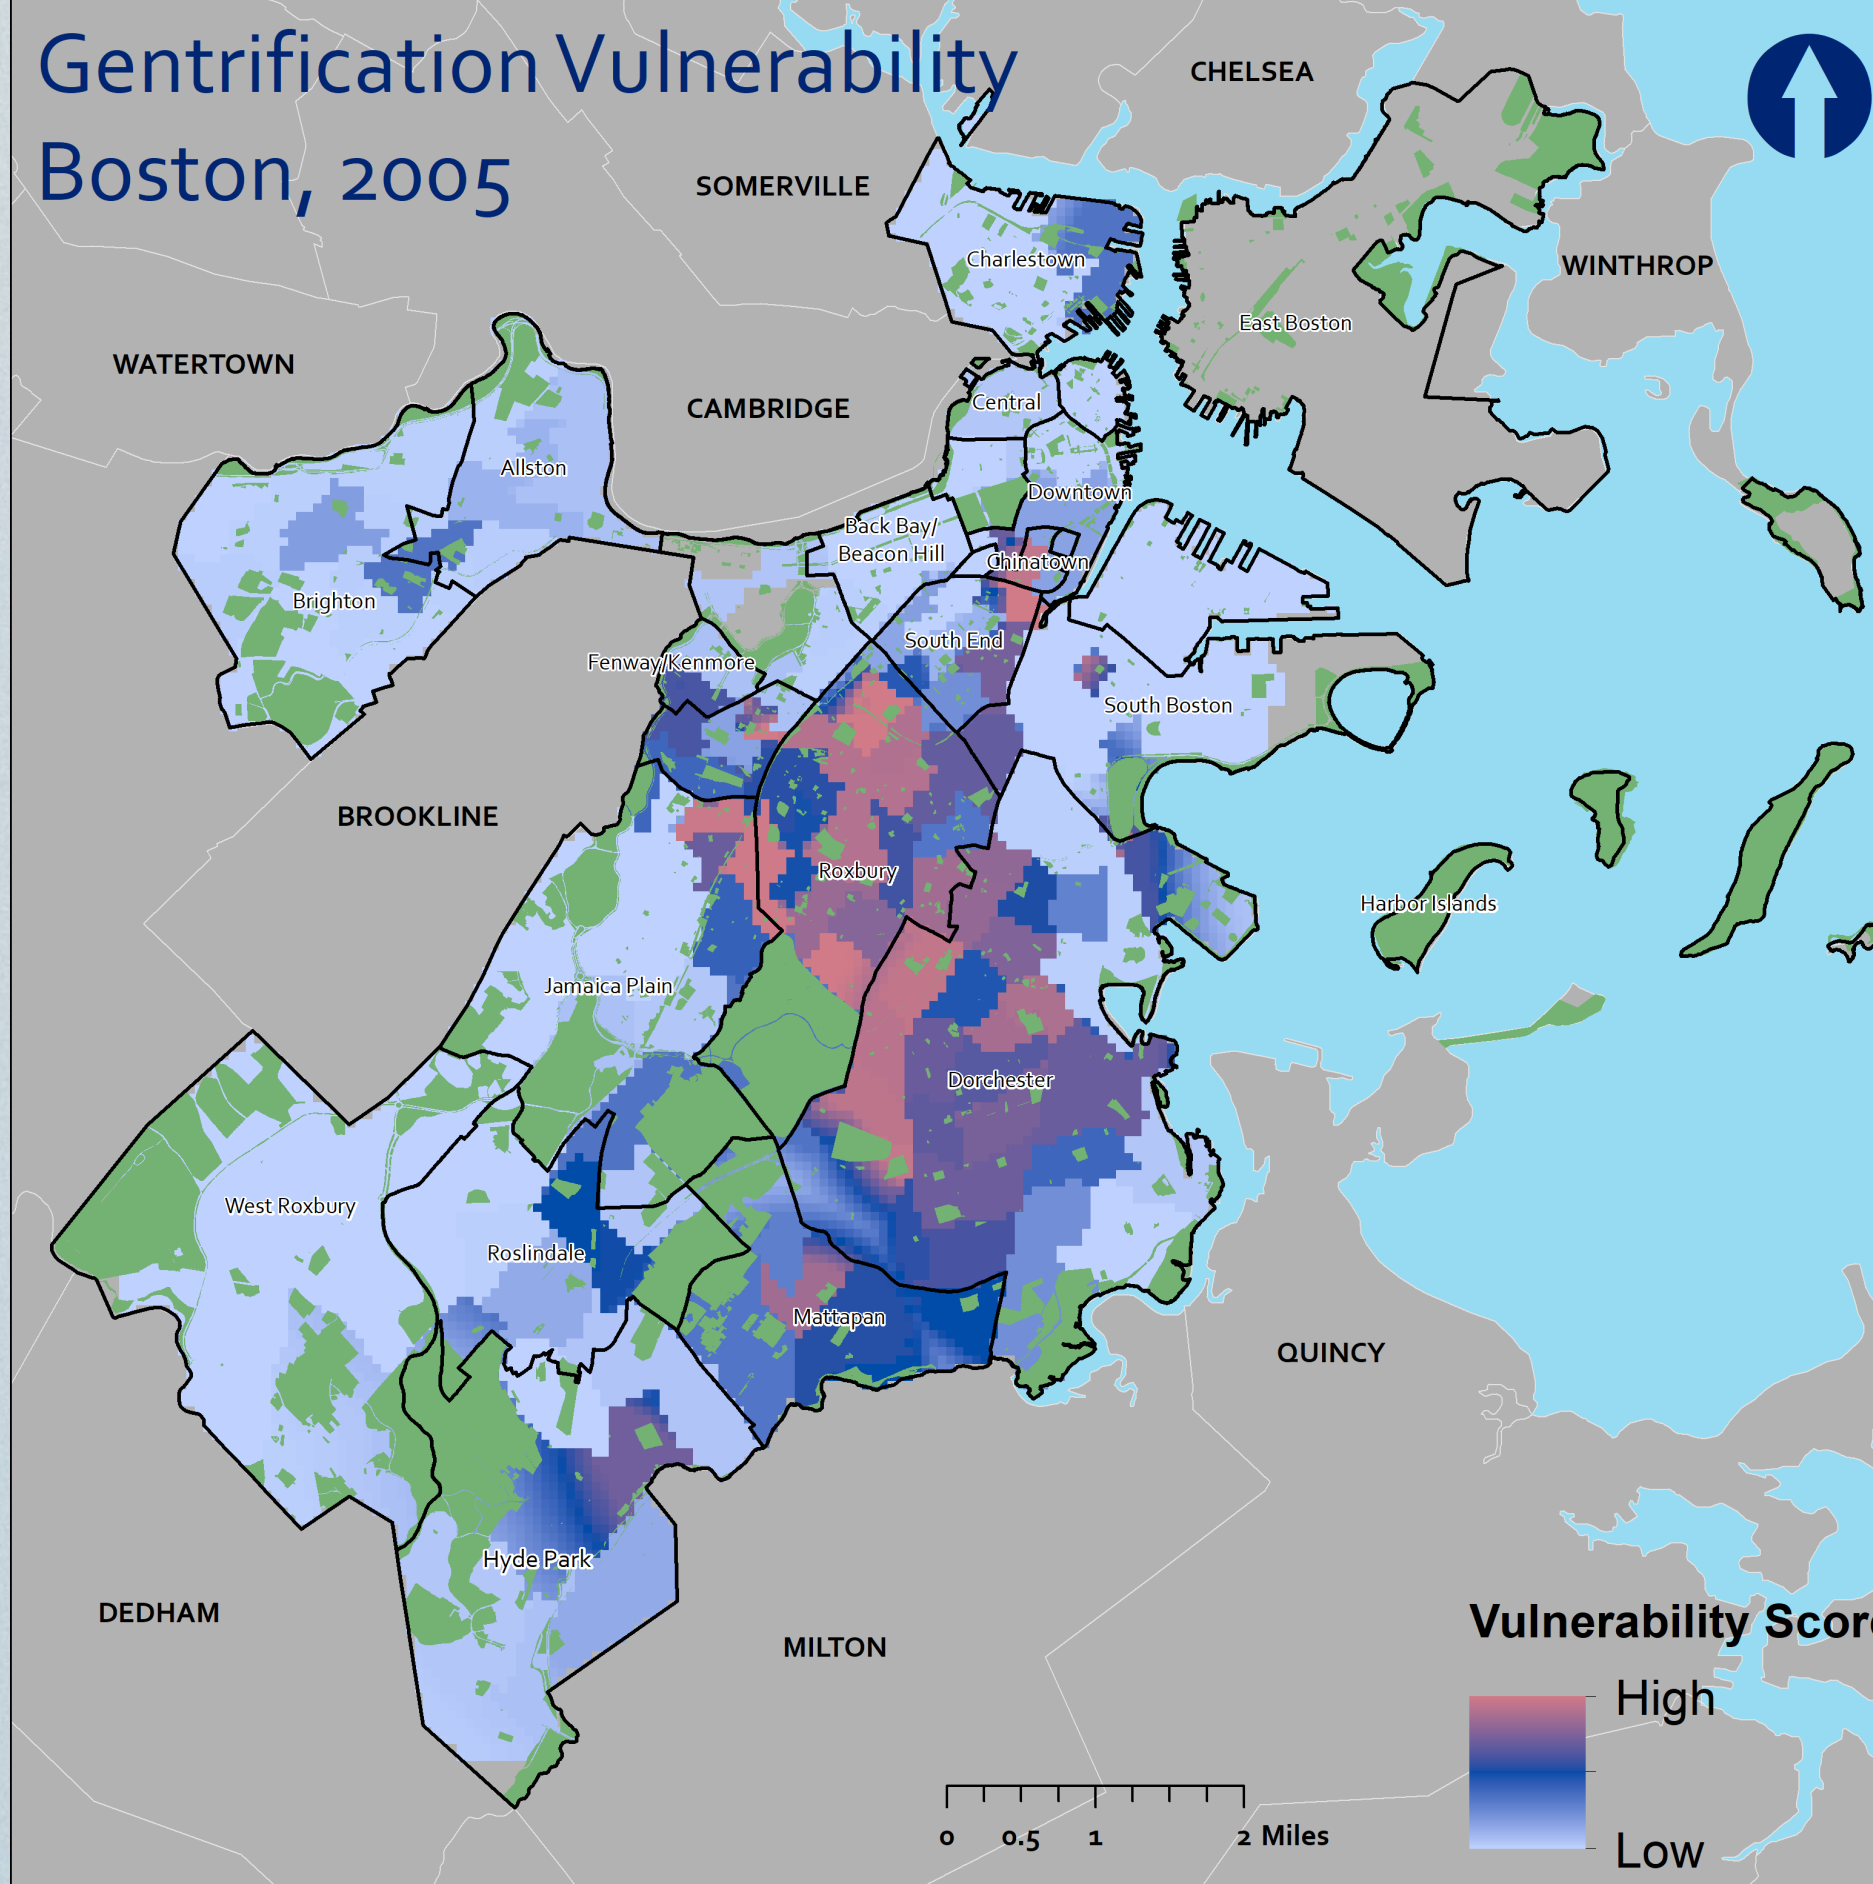 Gentrification Vulnerability
Boston, 2005
CHELSEA
SOMERVILLE
Charlestown
WINTHROP
East Boston
WATERTOWN
CAMBRIDGE
Central
Allston
Downtown
Back Bay/
Beacon Hill
Chinatown
Brighton
South End
Fenway/Kenmore
South Boston
BROOKLINE
Roxbury
Harbor Islands
Jamaica Plain
Dorchester
West Roxbury
Roslindale
Mattapan
QUINCY
Hyde Park
DEDHAM
MILTON
Vulnerability Score
High
Low
0 0.5 1 2 Miles